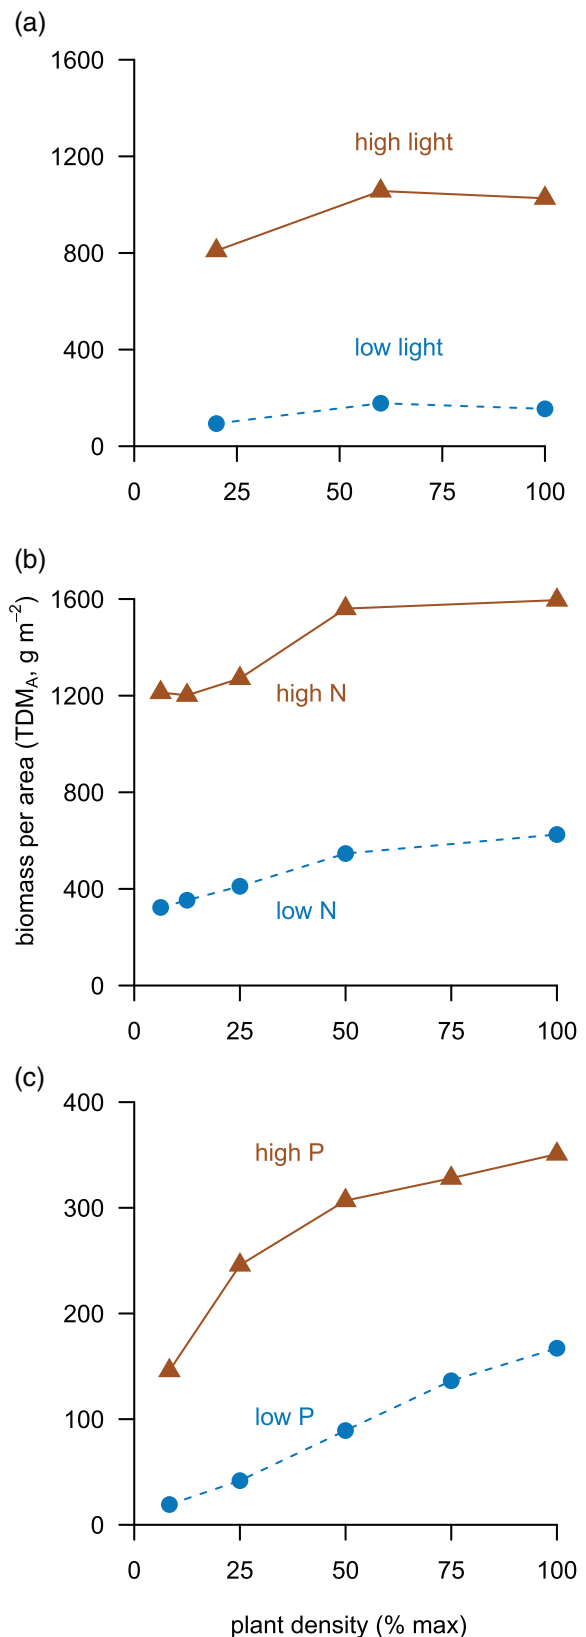 (a)
1600
1200
800
400
0
high light
low light
0 25 50 75 100
(b)
biomass per area (TDM_A, g m⁻²)
1600
1200
800
400
0
high N
low N
0 25 50 75 100
(c)
400
300
200
100
0
high P
low P
0 25 50 75 100
plant density (% max)